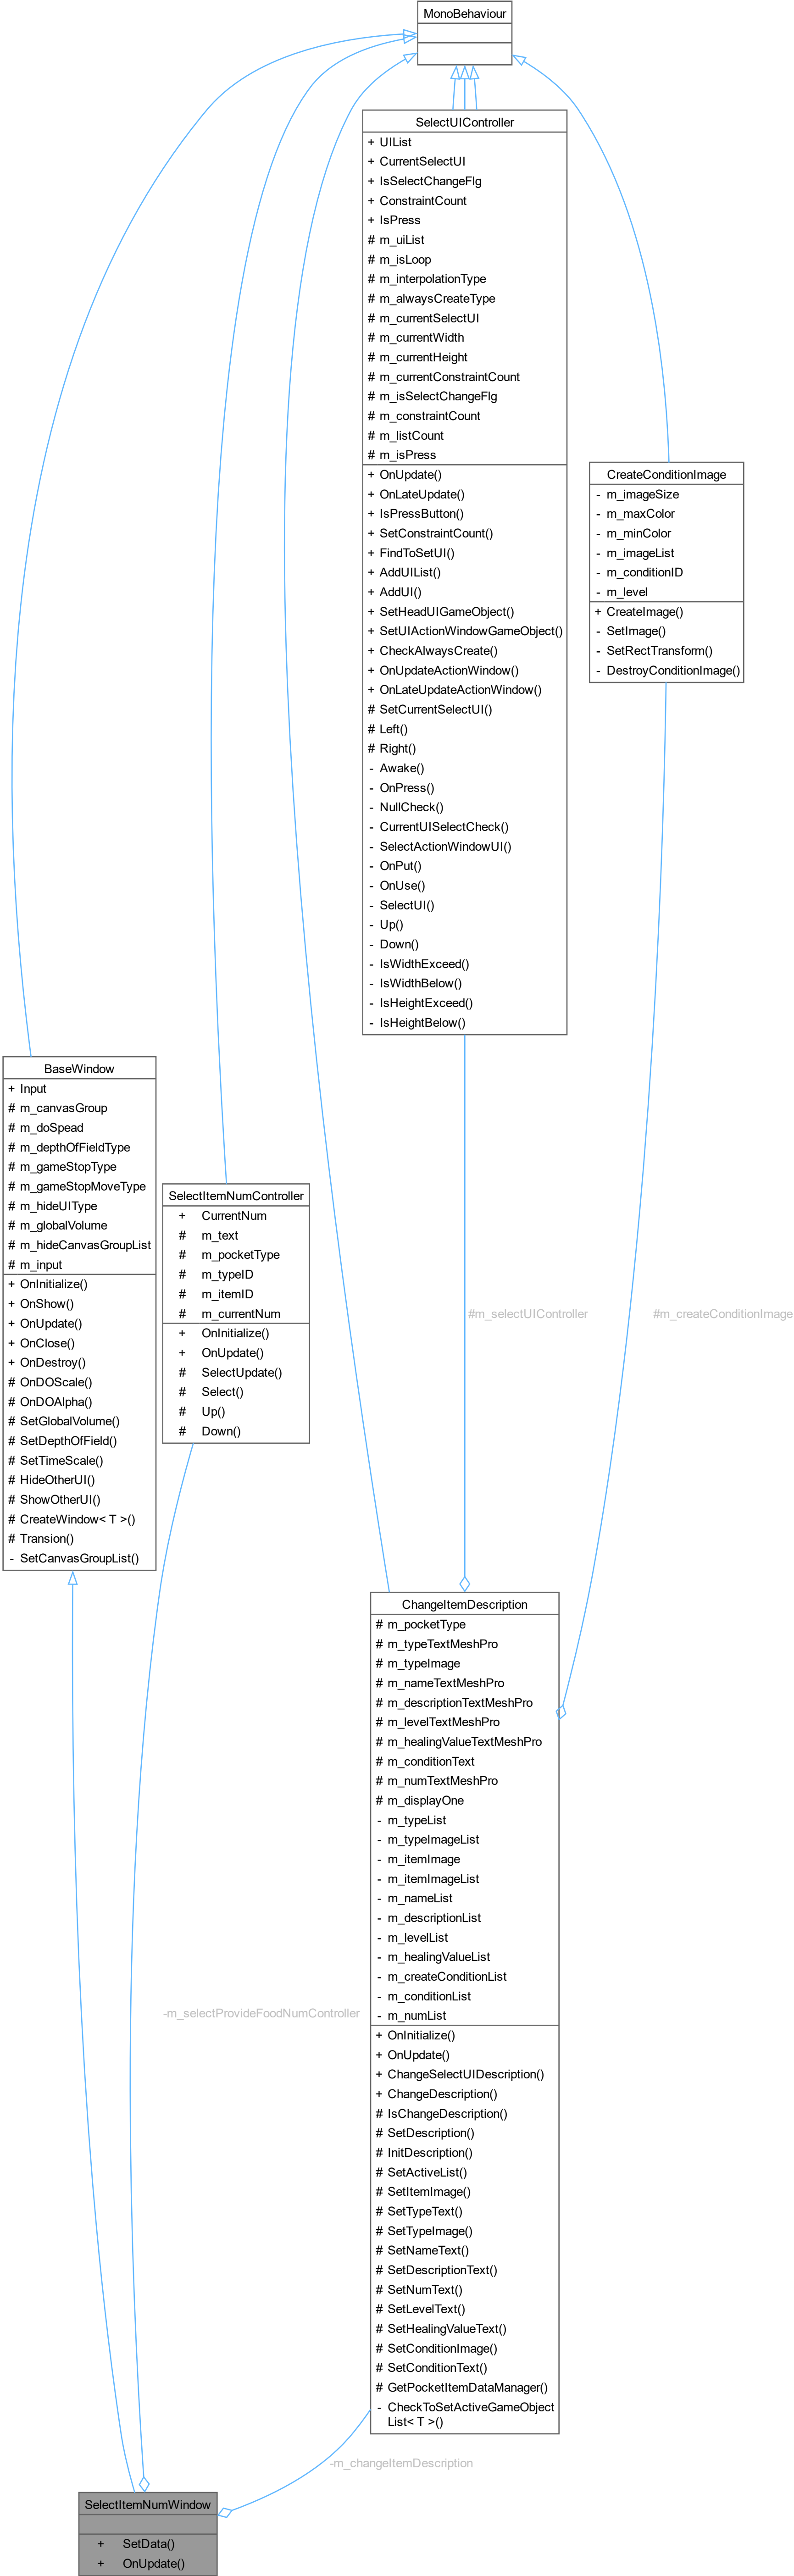 MonoBehaviour
SelectUIController
+ UIList
+ CurrentSelectUI
+ IsSelectChangeFlg
+ ConstraintCount
+ IsPress
# m_uiList
# m_isLoop
# m_interpolationType
# m_alwaysCreateType
# m_currentSelectUI
# m_currentWidth
# m_currentHeight
# m_currentConstraintCount
# m_isSelectChangeFlg
# m_constraintCount
# m_listCount
# m_isPress
+ OnUpdate()
+ OnLateUpdate()
+ IsPressButton()
+ SetConstraintCount()
+ FindToSetUI()
+ AddUIList()
+ AddUI()
+ SetHeadUIGameObject()
+ SetUIActionWindowGameObject()
+ CheckAlwaysCreate()
+ OnUpdateActionWindow()
+ OnLateUpdateActionWindow()
# SetCurrentSelectUI()
# Left()
# Right()
- Awake()
- OnPress()
- NullCheck()
- CurrentUISelectCheck()
- SelectActionWindowUI()
- OnPut()
- OnUse()
- SelectUI()
- Up()
- Down()
- IsWidthExceed()
- IsWidthBelow()
- IsHeightExceed()
- IsHeightBelow()
CreateConditionImage
- m_imageSize
- m_maxColor
- m_minColor
- m_imageList
- m_conditionID
- m_level
+ CreateImage()
- SetImage()
- SetRectTransform()
- DestroyConditionImage()
BaseWindow
+ Input
# m_canvasGroup
# m_doSpead
# m_depthOfFieldType
# m_gameStopType
# m_gameStopMoveType
# m_hideUIType
# m_globalVolume
# m_hideCanvasGroupList
# m_input
+ OnInitialize()
+ OnShow()
+ OnUpdate()
+ OnClose()
+ OnDestroy()
# OnDOScale()
# OnDOAlpha()
# SetGlobalVolume()
# SetDepthOfField()
# SetTimeScale()
# HideOtherUI()
# ShowOtherUI()
# CreateWindow< T >()
# Transion()
- SetCanvasGroupList()
SelectItemNumController
+ CurrentNum
# m_text
# m_pocketType
# m_typeID
# m_itemID
# m_currentNum
+ OnInitialize()
+ OnUpdate()
# SelectUpdate()
# Select()
# Up()
# Down()
#m_selectUIController
#m_createConditionImage
ChangeItemDescription
# m_pocketType
# m_typeTextMeshPro
# m_typeImage
# m_nameTextMeshPro
# m_descriptionTextMeshPro
# m_levelTextMeshPro
# m_healingValueTextMeshPro
# m_conditionText
# m_numTextMeshPro
# m_displayOne
- m_typeList
- m_typeImageList
- m_itemImage
- m_itemImageList
- m_nameList
- m_descriptionList
- m_levelList
- m_healingValueList
- m_createConditionList
- m_conditionList
- m_numList
+ OnInitialize()
+ OnUpdate()
+ ChangeSelectUIDescription()
+ ChangeDescription()
# IsChangeDescription()
# SetDescription()
# InitDescription()
# SetActiveList()
# SetItemImage()
# SetTypeText()
# SetTypeImage()
# SetNameText()
# SetDescriptionText()
# SetNumText()
# SetLevelText()
# SetHealingValueText()
# SetConditionImage()
# SetConditionText()
# GetPocketItemDataManager()
- CheckToSetActiveGameObject
List< T >()
-m_selectProvideFoodNumController
-m_changeItemDescription
SelectItemNumWindow
+ SetData()
+ OnUpdate()